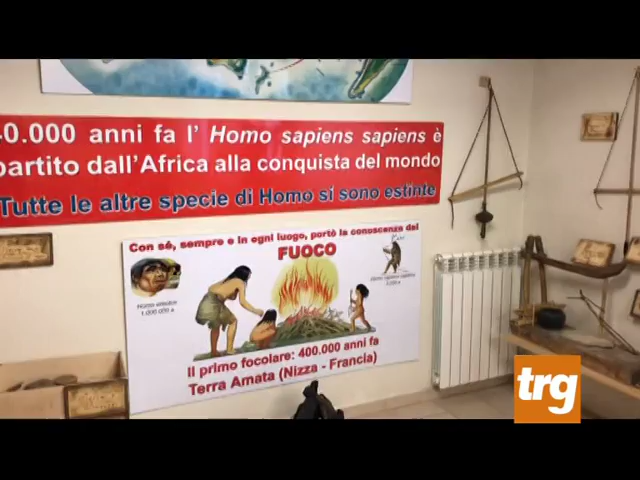 40.000 anni fa l' Homo sapiens sapiens è
partito dall'Africa alla conquista del mondo
Tutte le altre specie di Homo si sono estinte
Con sé, sempre e in ogni luogo, portò la conoscenza del
FUOCO
Homo erectus
1.000.000 a
Il primo focolare: 400.000 anni fa
Terra Amata (Nizza - Francia)
trg